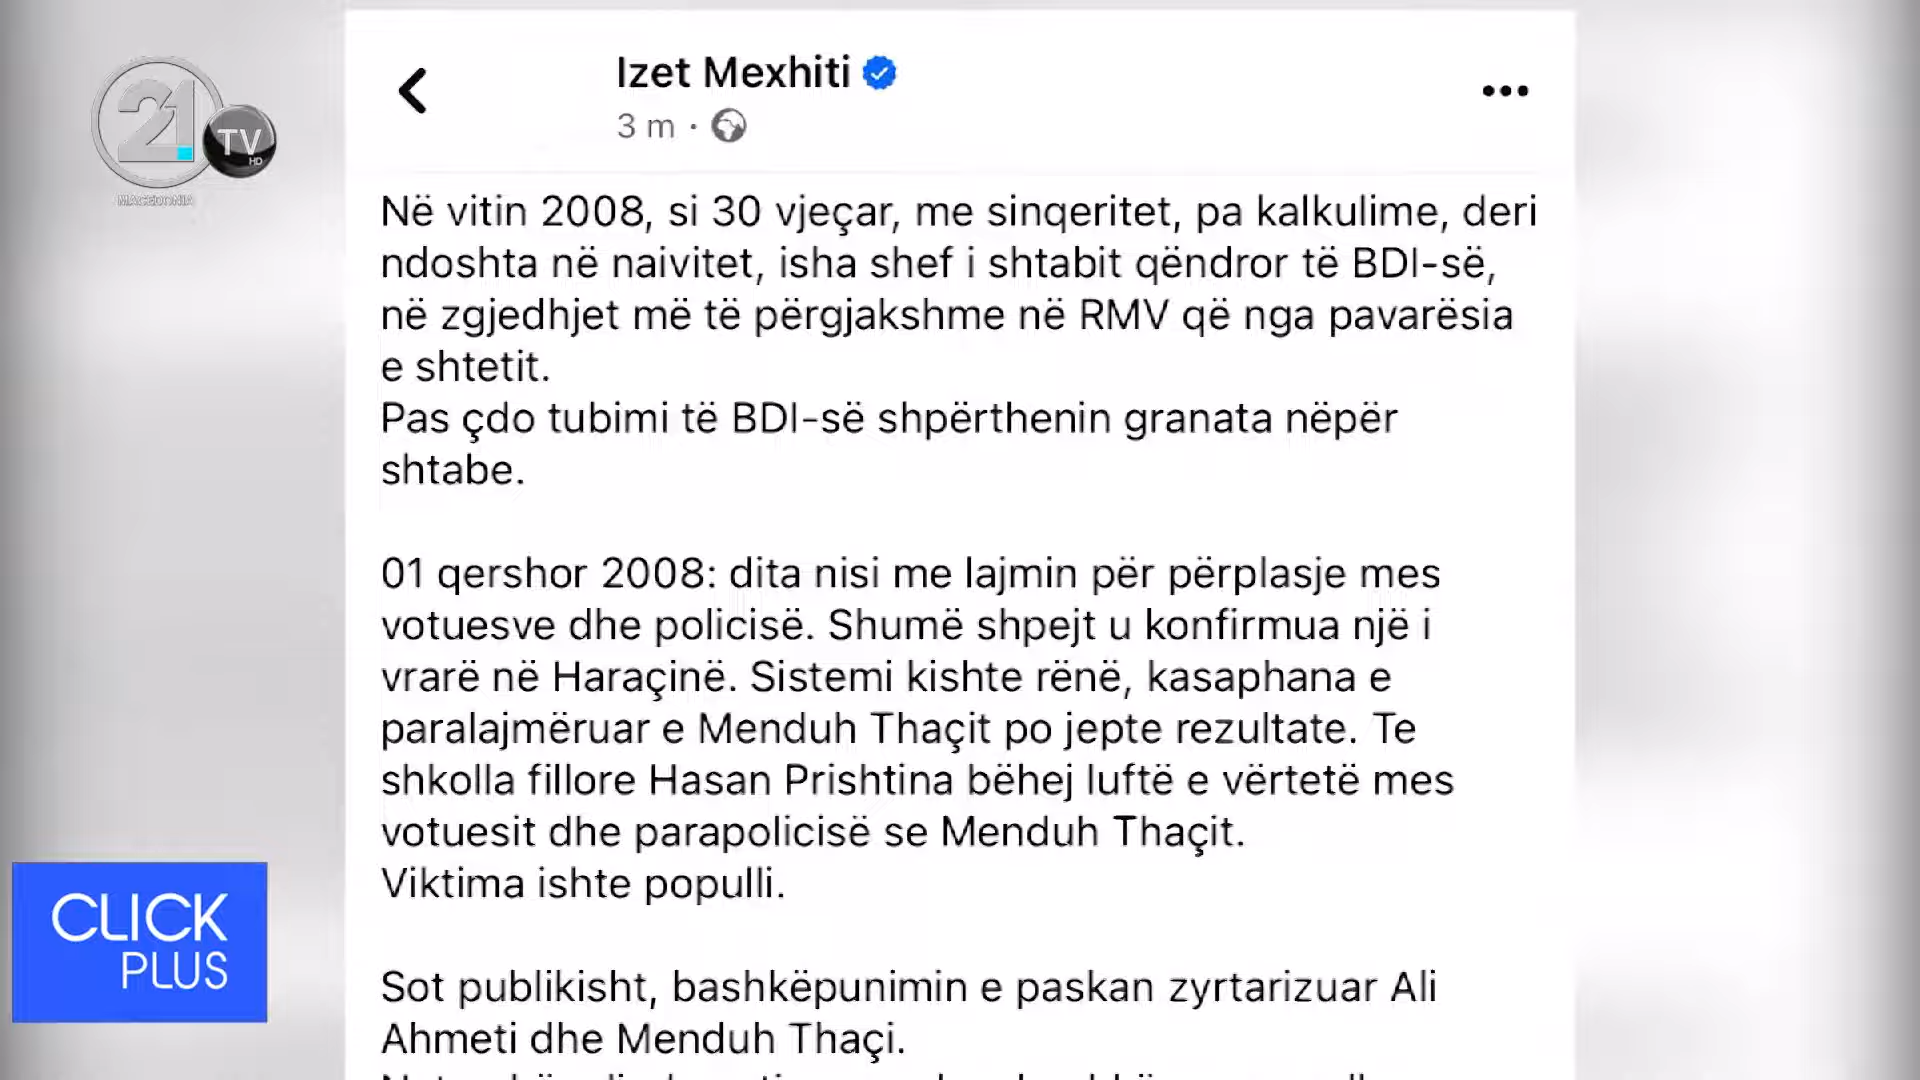 21
TV
HD
MACEDONIA
Izet Mexhiti
3 m ·
Në vitin 2008, si 30 vjeçar, me sinqeritet, pa kalkulime, deri
ndoshta në naivitet, isha shef i shtabit qëndror të BDI-së,
në zgjedhjet më të përgjakshme në RMV që nga pavarësia
e shtetit.
Pas çdo tubimi të BDI-së shpërthenin granata nëpër
shtabe.
01 qershor 2008: dita nisi me lajmin për përplasje mes
votuesve dhe policisë. Shumë shpejt u konfirmua një i
vrarë në Haraçinë. Sistemi kishte rënë, kasaphana e
paralajmëruar e Menduh Thaçit po jepte rezultate. Te
shkolla fillore Hasan Prishtina bëhej luftë e vërtetë mes
votuesit dhe parapolicisë se Menduh Thaçit.
Viktima ishte populli.
Sot publikisht, bashkëpunimin e paskan zyrtarizuar Ali
Ahmeti dhe Menduh Thaçi.
CLICK
PLUS